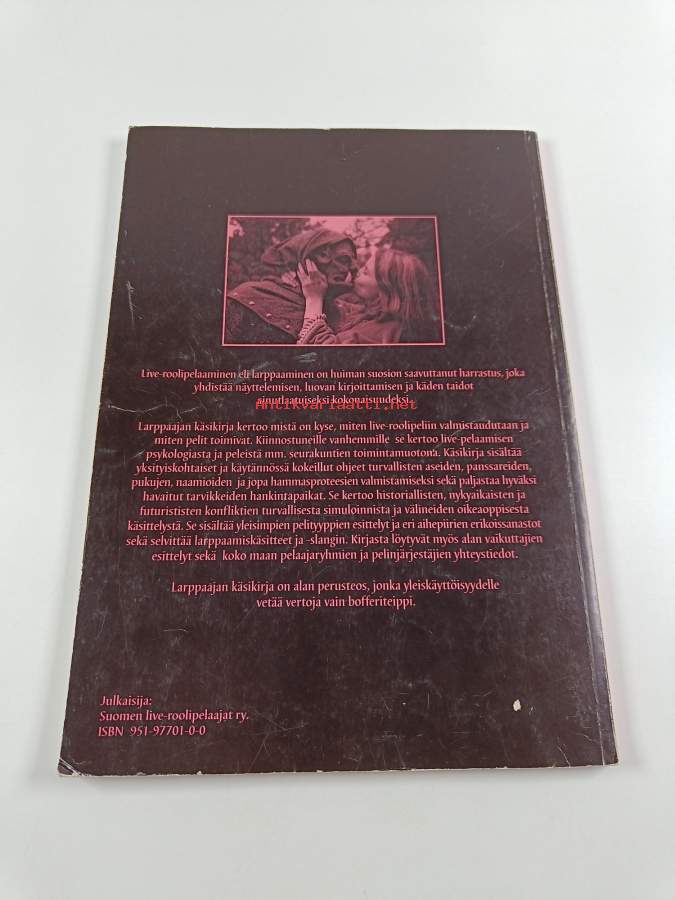 Live-roolipelaaminen eli larppaaminen on huiman suosion saavuttanut harrastus, joka
yhdistää näyttelemisen, luovan kirjoittamisen ja käden taidot
ainutlaatuiseksi kokonaisuudeksi.
Antikvariaatti.net
Larppaajan käsikirja kertoo mistä on kyse, miten live-roolipeliin valmistaudutaan ja
miten pelit toimivat. Kiinnostuneille vanhemmille se kertoo live-pelaamisen
psykologiasta ja peleistä mm. seurakuntien toimintamuotona. Käsikirja sisältää
yksityiskohtaiset ja käytännössä kokeillut ohjeet turvallisten aseiden, panssareiden,
pukujen, naamioiden ja jopa hammasproteesien valmistamiseksi sekä paljastaa hyväksi
havaitut tarvikkeiden hankintapaikat. Se kertoo historiallisten, nykyaikaisten ja
futurististen konfliktien turvallisesta simuloinnista ja välineiden oikeaoppisesta
käsittelystä. Se sisältää yleisimpien pelityyppien esittelyt ja eri aihepiirien erikoissanastot
sekä selvittää larppaamiskäsitteet ja -slangin. Kirjasta löytyvät myös alan vaikuttajien
esittelyt sekä koko maan pelaajaryhmien ja pelinjärjestäjien yhteystiedot.
Larppaajan käsikirja on alan perusteos, jonka yleiskäyttöisyydelle
vetää vertoja vain bofferiteippi.
Julkaisija:
Suomen live-roolipelaajat ry.
ISBN 951-97701-0-0